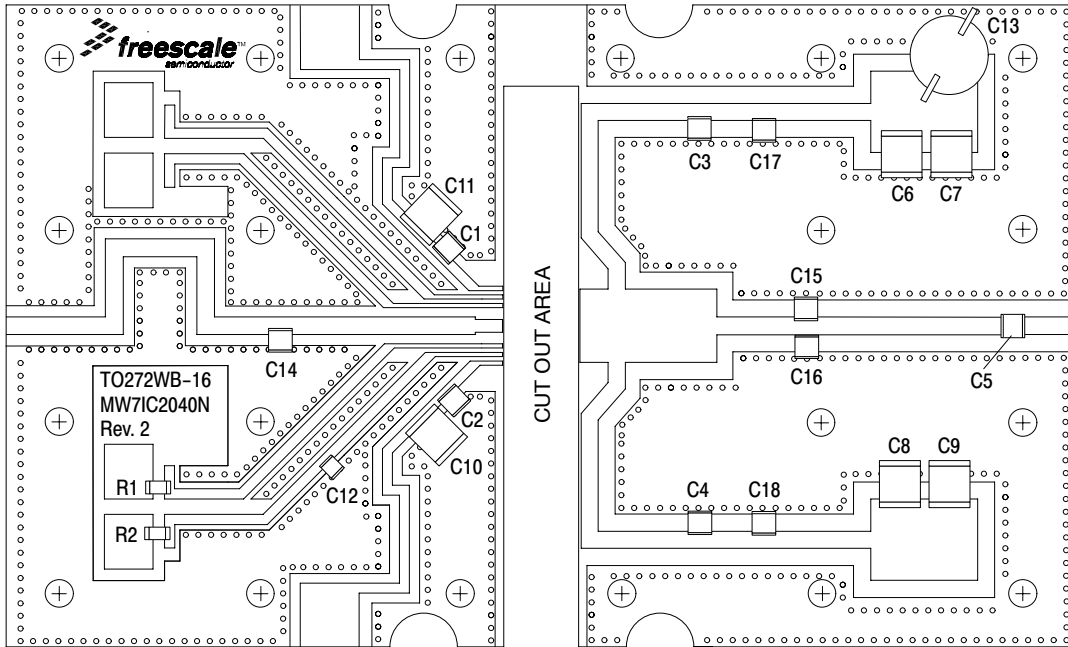 freescale™
semiconductor
C13
C3
C17
C6
C7
C11
C1
CUT OUT AREA
C15
C14
C16
C5
TO272WB-16
MW7IC2040N
Rev. 2
C2
C10
R1
C12
R2
C8
C9
C4
C18